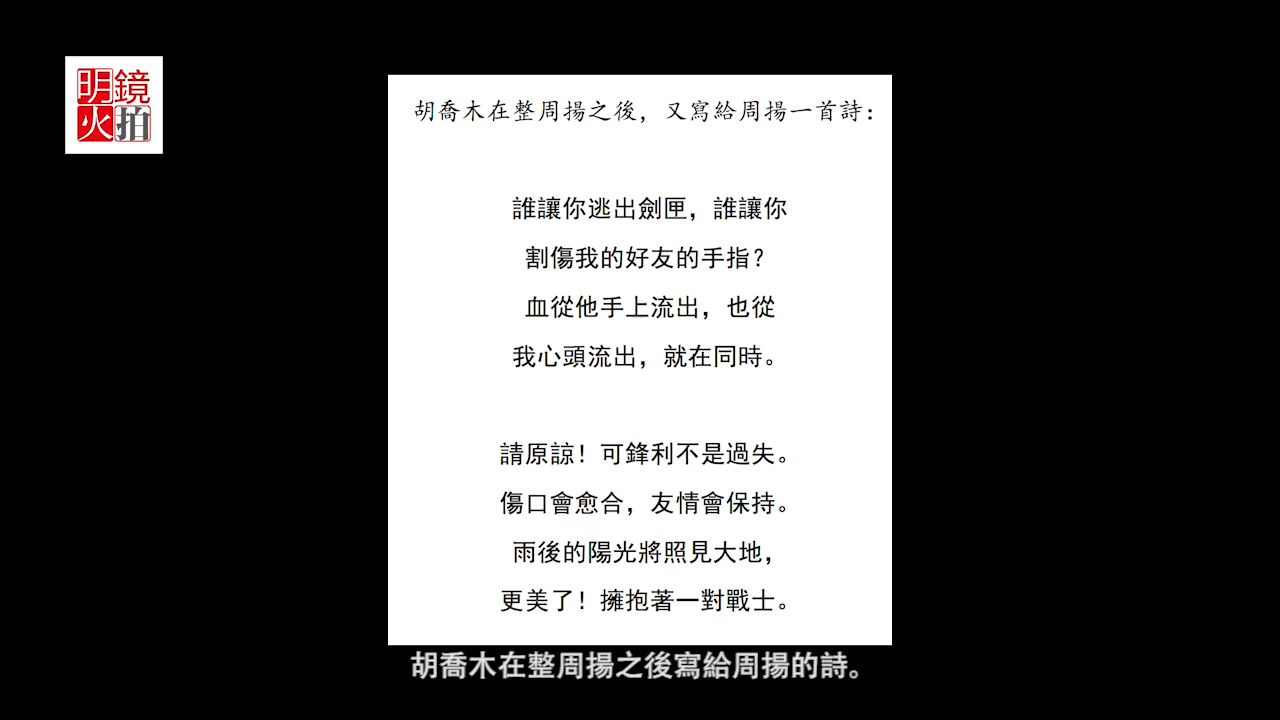 明鏡
火拍
胡喬木在整周揚之後，又寫給周揚一首詩：
誰讓你逃出劍匣，誰讓你
割傷我的好友的手指？
血從他手上流出，也從
我心頭流出，就在同時。
請原諒！可鋒利不是過失。
傷口會愈合，友情會保持。
雨後的陽光將照見大地，
更美了！擁抱著一對戰士。
胡喬木在整周揚之後寫給周揚的詩。